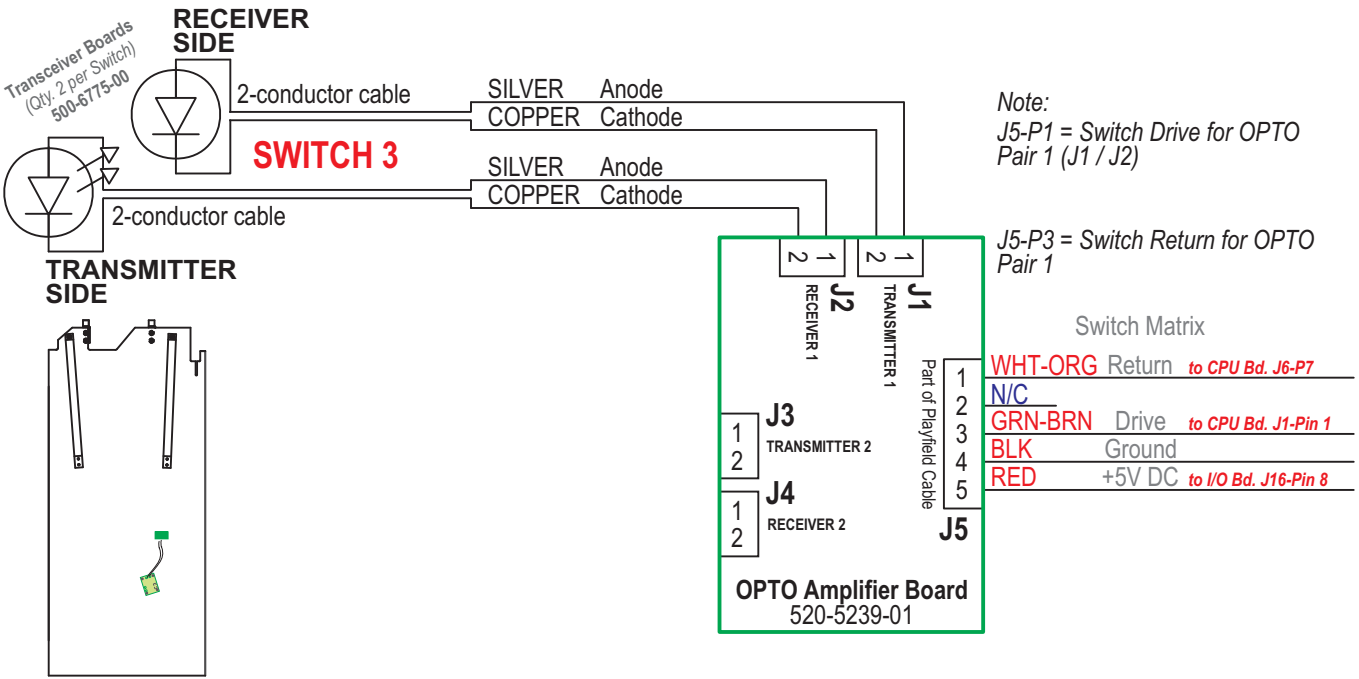 Transceiver Boards
(Qty. 2 per Switch)
500-6775-00
RECEIVER
SIDE
2-conductor cable
SILVER Anode
COPPER Cathode
SWITCH 3
SILVER Anode
COPPER Cathode
2-conductor cable
TRANSMITTER
SIDE
Note:
J5-P1 = Switch Drive for OPTO
Pair 1 (J1 / J2)
J5-P3 = Switch Return for OPTO
Pair 1
2 1
J2
RECEIVER 1
2 1
J1
TRANSMITTER 1
1
2
J3
TRANSMITTER 2
1
2
J4
RECEIVER 2
Part of Playfield Cable
1
2
3
4
5
J5
OPTO Amplifier Board
520-5239-01
Switch Matrix
WHT-ORG Return to CPU Bd. J6-P7
N/C
GRN-BRN Drive to CPU Bd. J1-Pin 1
BLK Ground
RED +5V DC to I/O Bd. J16-Pin 8